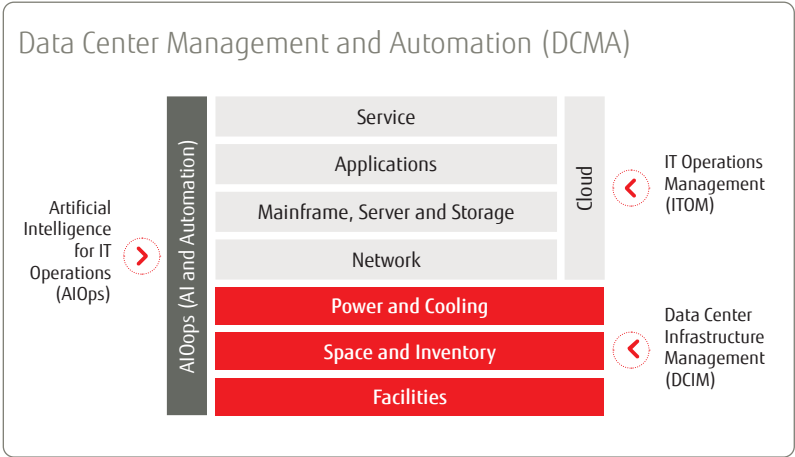 Data Center Management and Automation (DCMA)
Artificial
Intelligence
for IT
Operations
(AIOps)
AIOops (AI and Automation)
Service
Applications
Mainframe, Server and Storage
Network
Power and Cooling
Space and Inventory
Facilities
Cloud
IT Operations
Management
(ITOM)
Data Center
Infrastructure
Management
(DCIM)